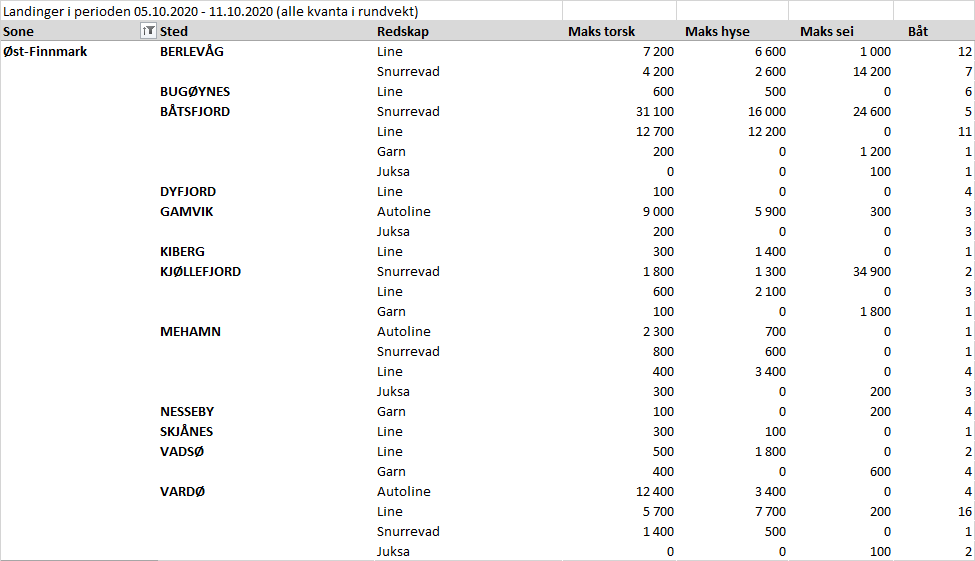 Landinger i perioden 05.10.2020 - 11.10.2020 (alle kvanta i rundvekt)
Sone Sted Redskap Maks torsk Maks hyse Maks sei Båt
Øst-Finnmark BERLEVÅG Line 7 200 6 600 1 000 12
Snurrevad 4 200 2 600 14 200 7
BUGØYNES Line 600 500 0 6
BÅTSFJORD Snurrevad 31 100 16 000 24 600 5
Line 12 700 12 200 0 11
Garn 200 0 1 200 1
Juksa 0 0 100 1
DYFJORD Line 100 0 0 4
GAMVIK Autoline 9 000 5 900 300 3
Juksa 200 0 0 3
KIBERG Line 300 1 400 0 1
KJØLLEFJORD Snurrevad 1 800 1 300 34 900 2
Line 600 2 100 0 3
Garn 100 0 1 800 1
MEHAMN Autoline 2 300 700 0 1
Snurrevad 800 600 0 1
Line 400 3 400 0 4
Juksa 300 0 200 3
NESSEBY Garn 100 0 200 4
SKJÅNES Line 300 100 0 1
VADSØ Line 500 1 800 0 2
Garn 400 0 600 4
VARDØ Autoline 12 400 3 400 0 4
Line 5 700 7 700 200 16
Snurrevad 1 400 500 0 1
Juksa 0 0 100 2